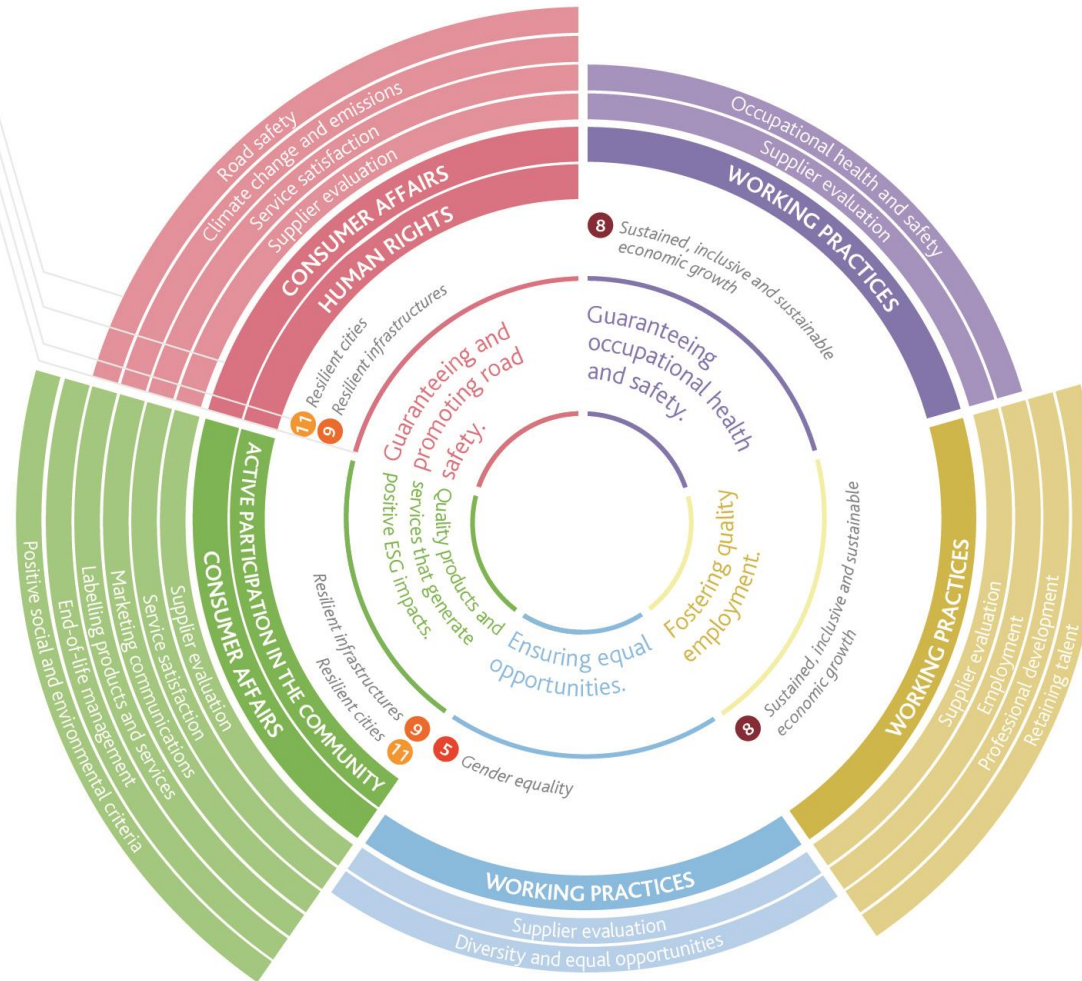 Road safety
Climate change and emissions
Service satisfaction
Supplier evaluation
CONSUMER AFFAIRS
HUMAN RIGHTS
11 Resilient cities
9 Resilient infrastructures
Guaranteeing and
promoting road
safety.
Occupational health and safety
Supplier evaluation
WORKING PRACTICES
8 Sustained, inclusive and sustainable
economic growth
Guaranteeing
occupational health
and safety.
Retaining talent
Professional development
Employment
Supplier evaluation
WORKING PRACTICES
8 Sustained, inclusive and sustainable
economic growth
Fostering quality
employment.
Ensuring equal
opportunities.
5 Gender equality
WORKING PRACTICES
Supplier evaluation
Diversity and equal opportunities
Quality products and
services that generate
positive ESG impacts.
Resilient infrastructures 9
Resilient cities 11
ACTIVE PARTICIPATION IN THE COMMUNITY
CONSUMER AFFAIRS
Supplier evaluation
Service satisfaction
Marketing communications
Labelling products and services
End-of-life management
Positive social and environmental criteria